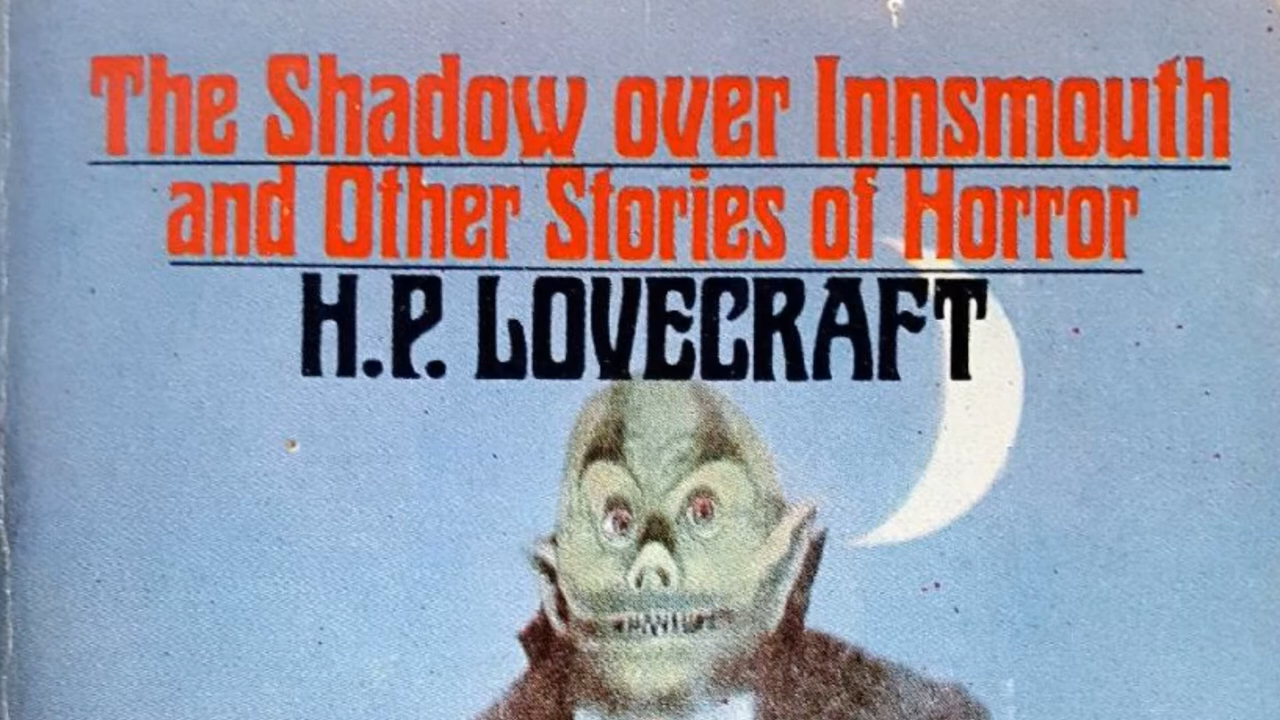 The Shadow over Innsmouth
and Other Stories of Horror
H.P. LOVECRAFT